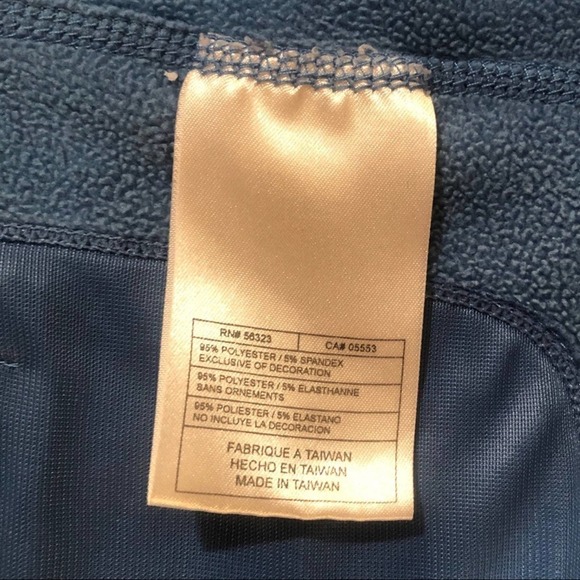 RN# 56323 CA# 05553
95% POLYESTER / 5% SPANDEX
EXCLUSIVE OF DECORATION
95% POLYESTER / 5% ELASTHANNE
SANS ORNEMENTS
95% POLIESTER / 5% ELASTANO
NO INCLUYE LA DECORACION
FABRIQUE A TAIWAN
HECHO EN TAIWAN
MADE IN TAIWAN